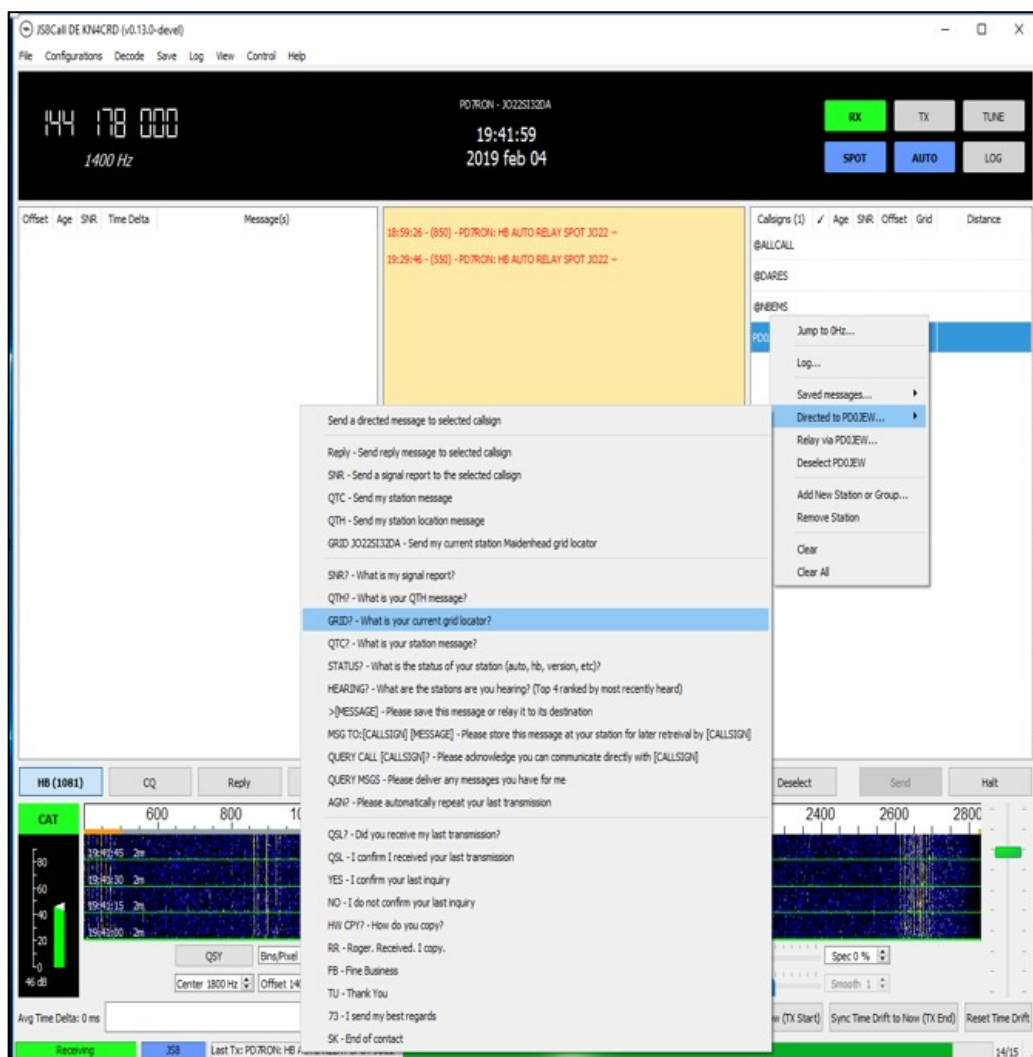 JS8Call DE KN4CRD (v0.13.0-devel)
File Configurations Decode Save Log View Control Help
144 178 000
1400 Hz
PD7RON - JO22SI32DA
19:41:59
2019 feb 04
RX TX TUNE
SPOT AUTO LOG
Offset Age SNR Time Delta Message(s)
18:59:26 - (850) - PD7RON: HB AUTO RELAY SPOT JO22 ~
19:29:46 - (550) - PD7RON: HB AUTO RELAY SPOT JO22 ~
Callsigns (1) ✓ Age SNR Offset Grid Distance
@ALLCALL
@DARES
@NBEMS
PD0J
Jump to 0Hz...
Log...
Saved messages...
Directed to PD0JEW...
Relay via PD0JEW...
Deselect PD0JEW
Add New Station or Group...
Remove Station
Clear
Clear All
Send a directed message to selected callsign
Reply - Send reply message to selected callsign
SNR - Send a signal report to the selected callsign
QTC - Send my station message
QTH - Send my station location message
GRID JO22SI32DA - Send my current station Maidenhead grid locator
SNR? - What is my signal report?
QTH? - What is your QTH message?
GRID? - What is your current grid locator?
QTC? - What is your station message?
STATUS? - What is the status of your station (auto, hb, version, etc)?
HEARING? - What are the stations are you hearing? (Top 4 ranked by most recently heard)
>[MESSAGE] - Please save this message or relay it to its destination
MSG TO:[CALLSIGN] [MESSAGE] - Please store this message at your station for later retreival by [CALLSIGN]
QUERY CALL [CALLSIGN]? - Please acknowledge you can communicate directly with [CALLSIGN]
QUERY MSGS - Please deliver any messages you have for me
AGN? - Please automatically repeat your last transmission
QSL? - Did you receive my last transmission?
QSL - I confirm I received your last transmission
YES - I confirm your last inquiry
NO - I do not confirm your last inquiry
HW CPY? - How do you copy?
RR - Roger. Received. I copy.
FB - Fine Business
TU - Thank You
73 - I send my best regards
SK - End of contact
HB (1081) CQ Reply Deselect Send Halt
CAT
600 800 10 2400 2600 2800
-80
-60
-40
-20
-0
46 dB
19:41:45 2m
19:41:30 2m
19:41:15 2m
19:41:00 2m
QSY Bins/Pixel Spec 0 %
Center 1800 Hz Offset 140 Smooth 1
Avg Time Delta: 0 ms (TX Start) Sync Time Drift to Now (TX End) Reset Time Drift
Receiving JS8 Last Tx: PD7RON: HB 14/15